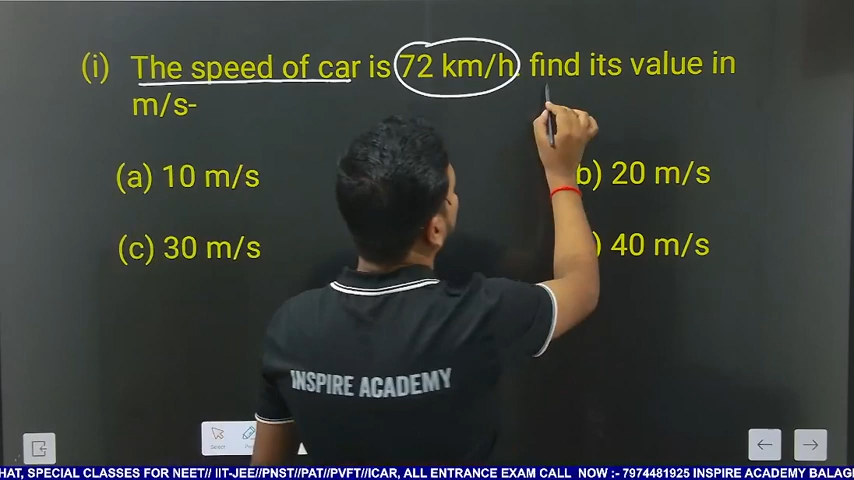 (i) The speed of car is 72 km/h. find its value in
m/s-
(a) 10 m/s
b) 20 m/s
(c) 30 m/s
) 40 m/s
INSPIRE ACADEMY
Select
HAT, SPECIAL CLASSES FOR NEET// IIT-JEE//PNST//PAT//PVFT//ICAR, ALL ENTRANCE EXAM CALL NOW :- 7974481925 INSPIRE ACADEMY BALAG